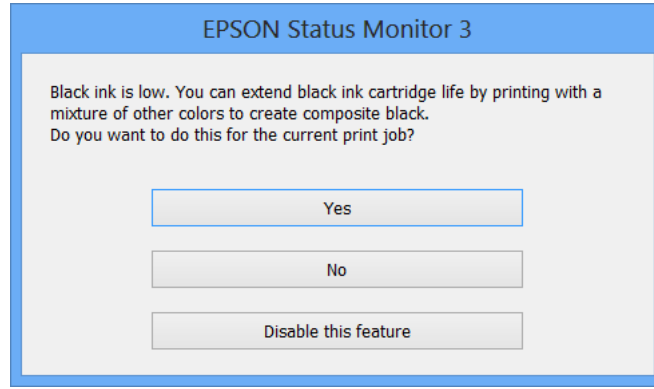 EPSON Status Monitor 3
Black ink is low. You can extend black ink cartridge life by printing with a
mixture of other colors to create composite black.
Do you want to do this for the current print job?
Yes
No
Disable this feature